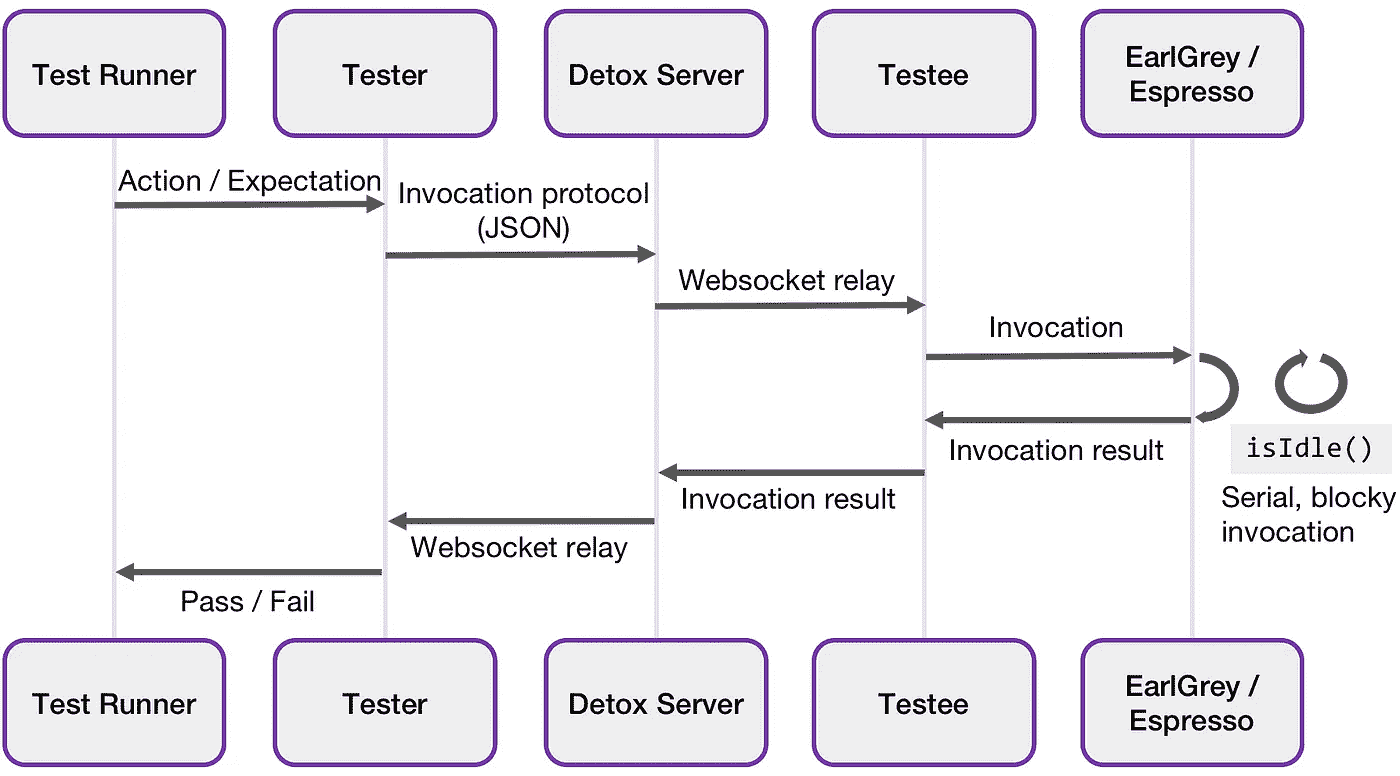 Test Runner
Tester
Detox Server
Testee
EarlGrey /
Espresso
Action / Expectation
Invocation protocol
(JSON)
Websocket relay
Invocation
Invocation result
isIdle()
Serial, blocky
invocation
Invocation result
Websocket relay
Pass / Fail
Test Runner
Tester
Detox Server
Testee
EarlGrey /
Espresso